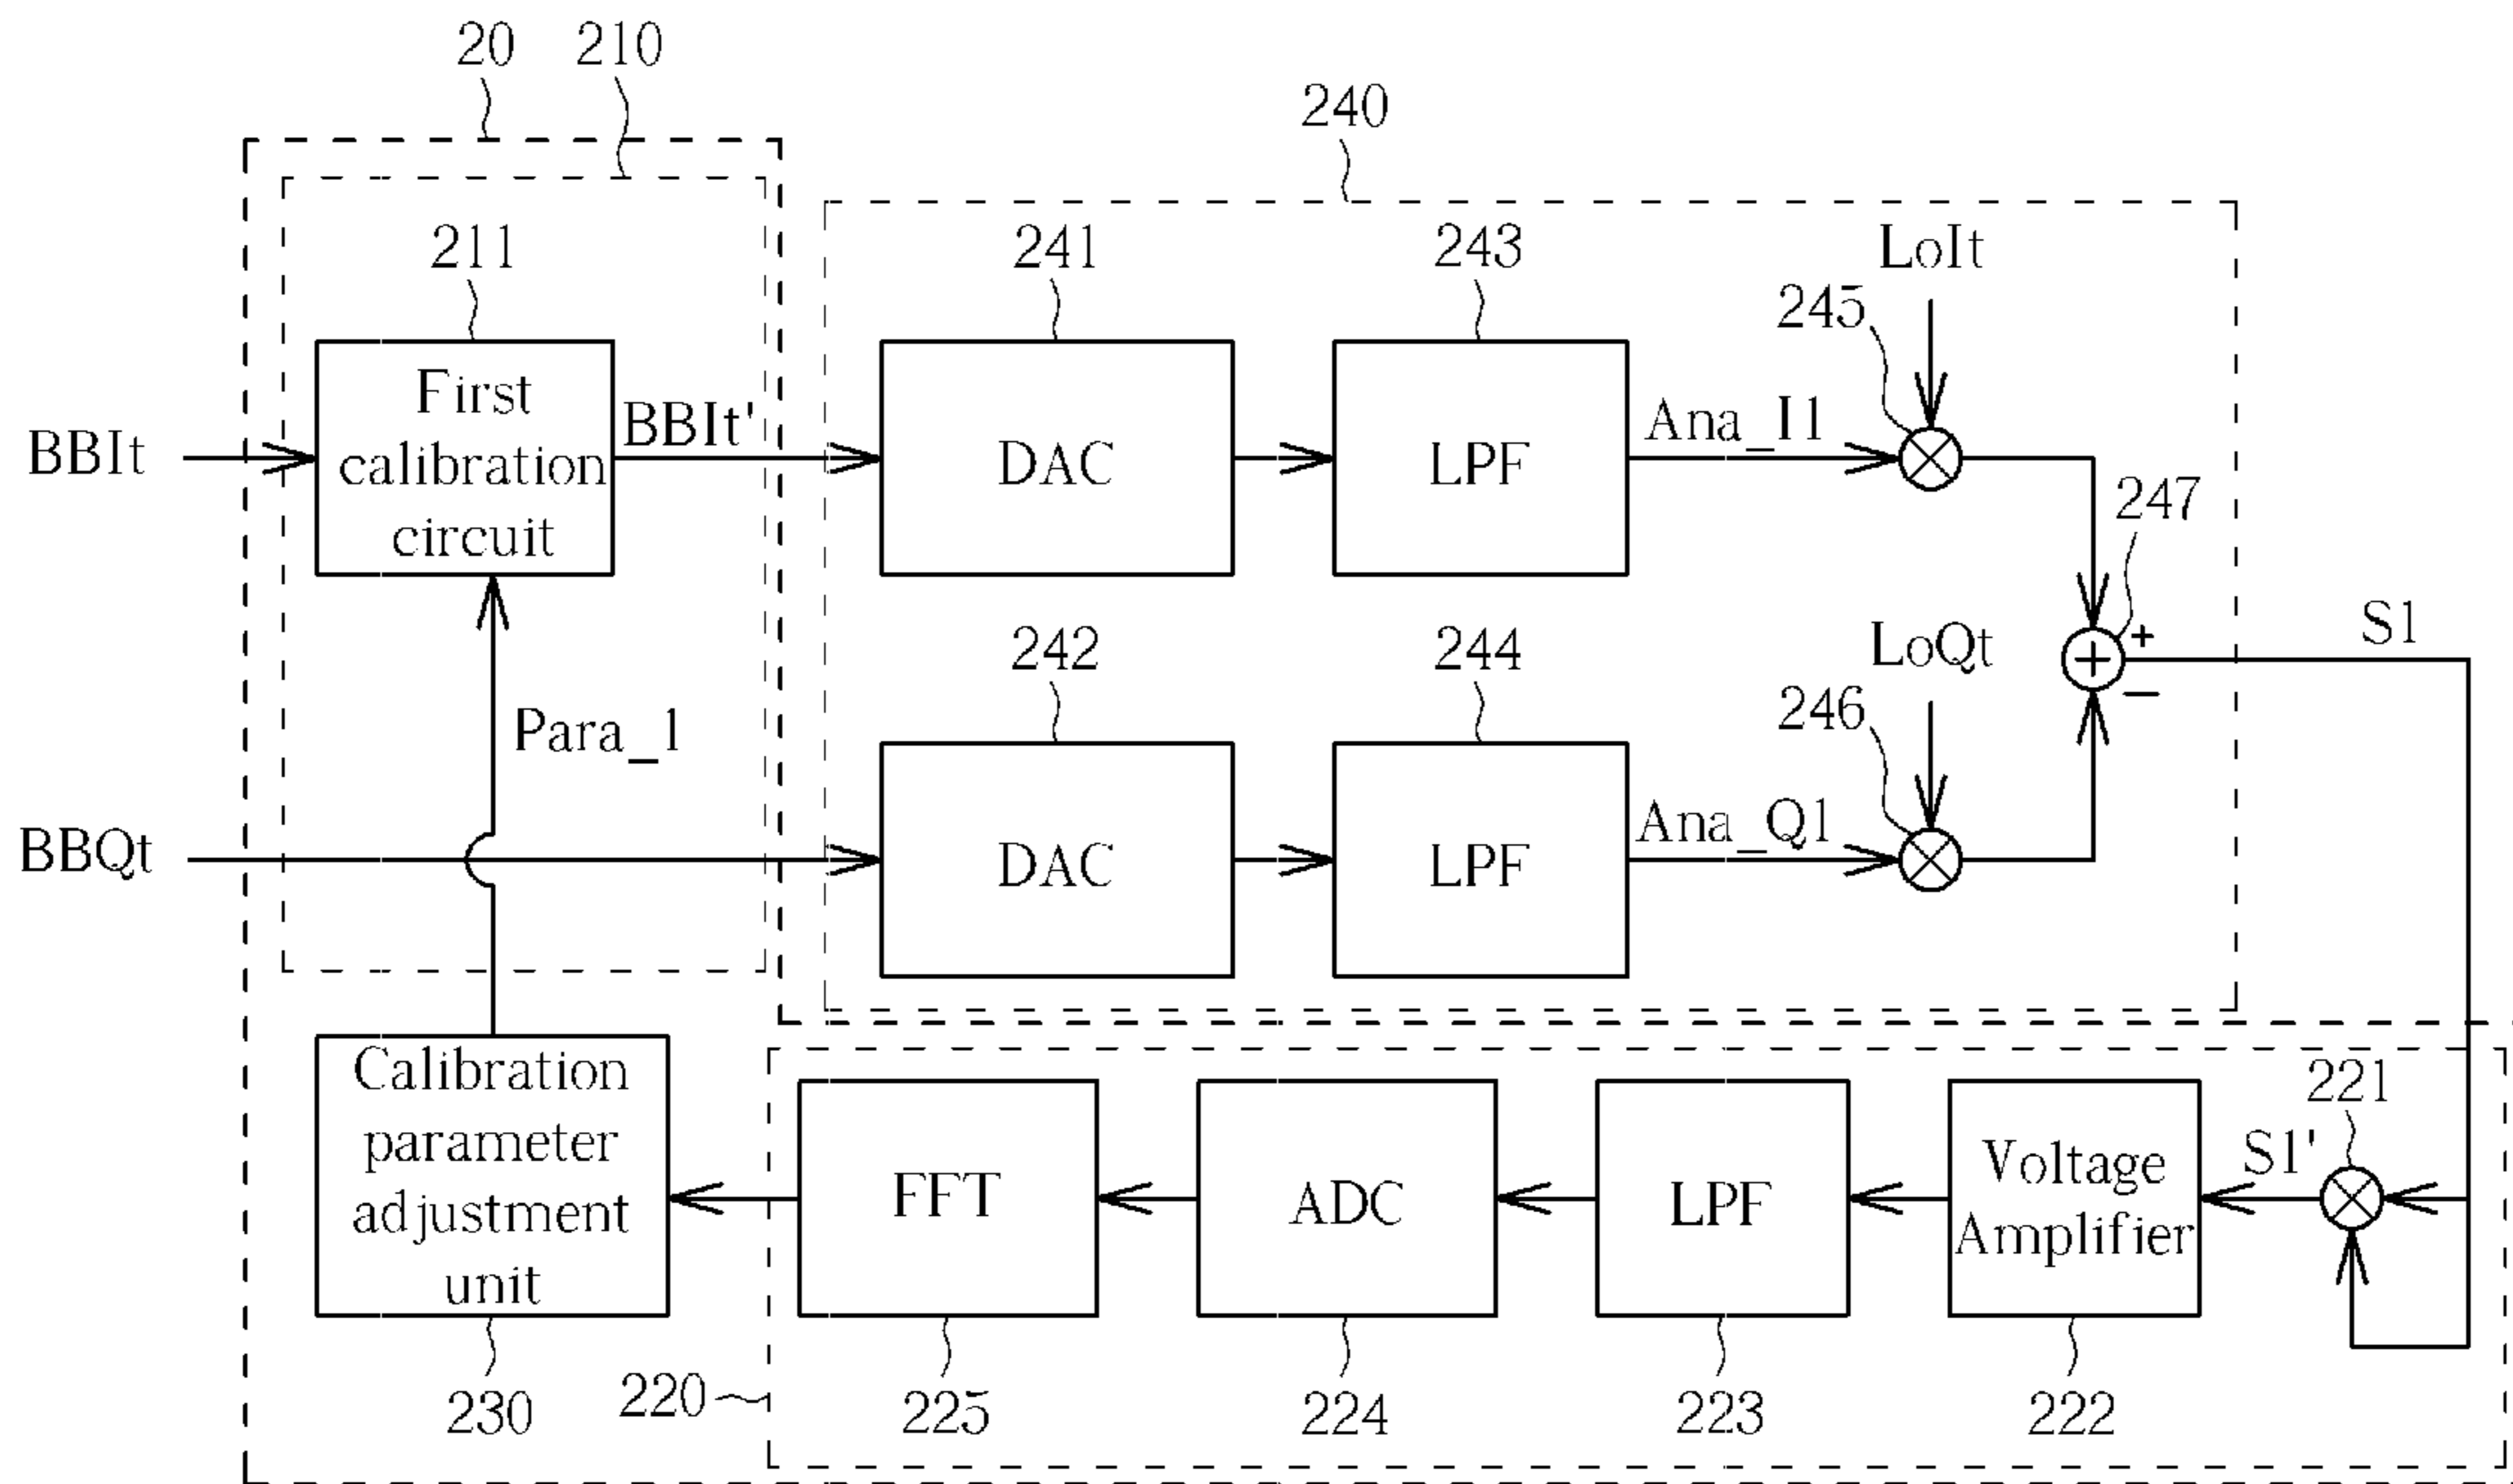 20
210
240
211
241
243
LoIt
245
First
calibration
circuit
BBIt
BBIt'
DAC
LPF
Ana_I1
247
+
−
S1
242
244
LoQt
246
Para_1
BBQt
DAC
LPF
Ana_Q1
Calibration
parameter
adjustment
unit
FFT
ADC
LPF
Voltage
Amplifier
S1'
221
230
220
225
224
223
222